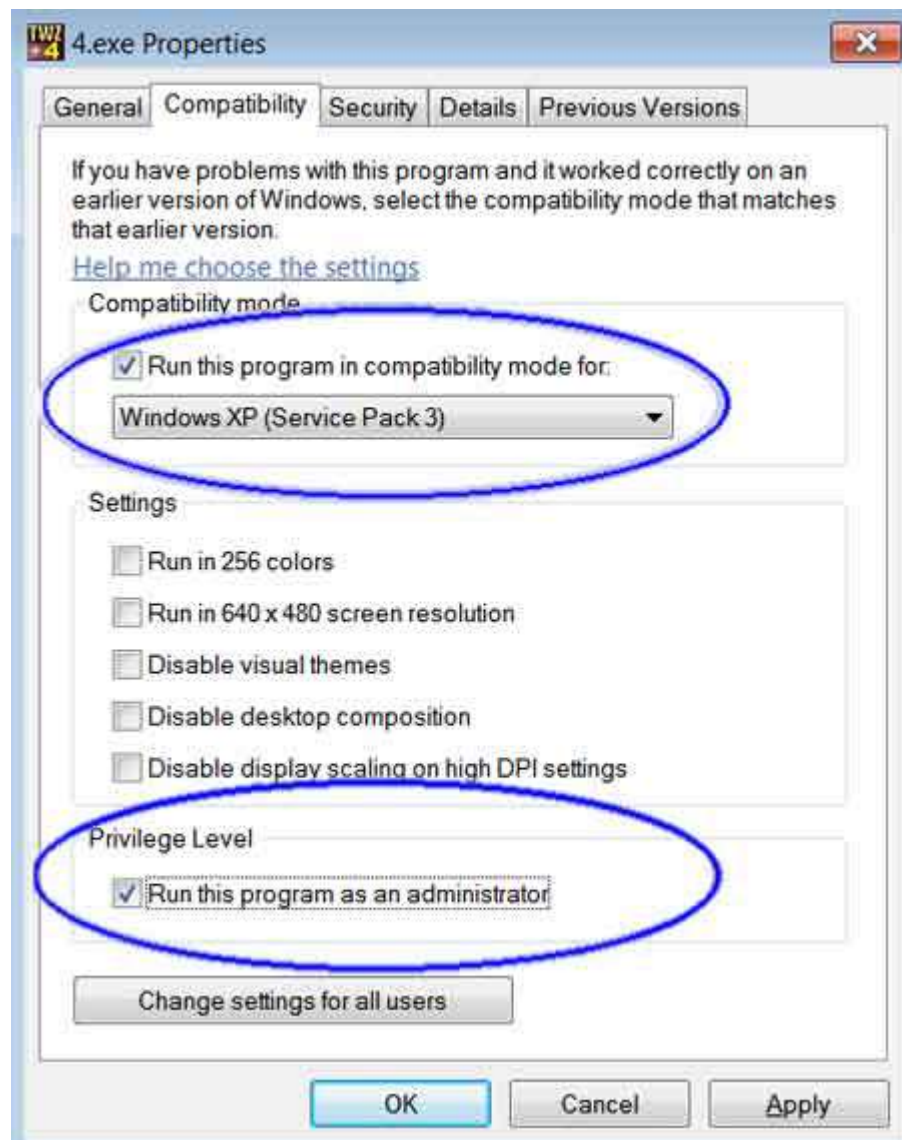 TWZ
4
4.exe Properties
General Compatibility Security Details Previous Versions
If you have problems with this program and it worked correctly on an
earlier version of Windows, select the compatibility mode that matches
that earlier version.
Help me choose the settings
Compatibility mode
Run this program in compatibility mode for:
Windows XP (Service Pack 3)
Settings
Run in 256 colors
Run in 640 x 480 screen resolution
Disable visual themes
Disable desktop composition
Disable display scaling on high DPI settings
Privilege Level
Run this program as an administrator
Change settings for all users
OK Cancel Apply